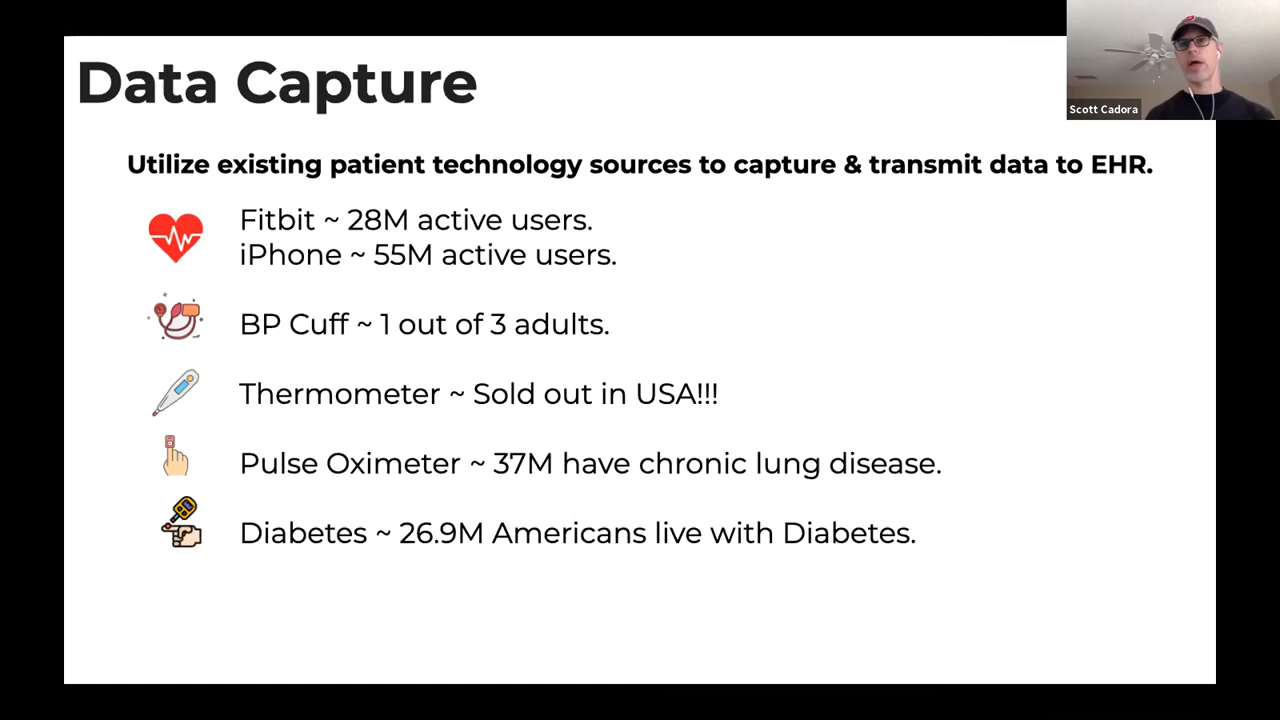 Data Capture
Scott Cadora
Utilize existing patient technology sources to capture & transmit data to EHR.
Fitbit ~ 28M active users.
iPhone ~ 55M active users.
BP Cuff ~ 1 out of 3 adults.
Thermometer ~ Sold out in USA!!!
Pulse Oximeter ~ 37M have chronic lung disease.
Diabetes ~ 26.9M Americans live with Diabetes.